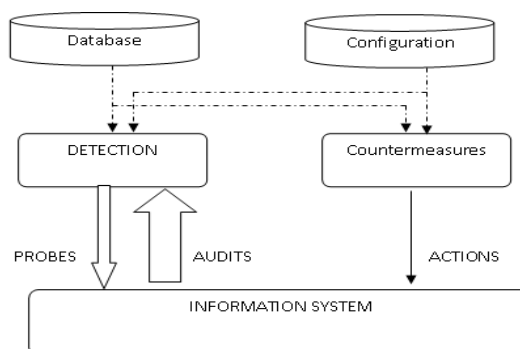 Database
Configuration
DETECTION
Countermeasures
PROBES
AUDITS
ACTIONS
INFORMATION SYSTEM